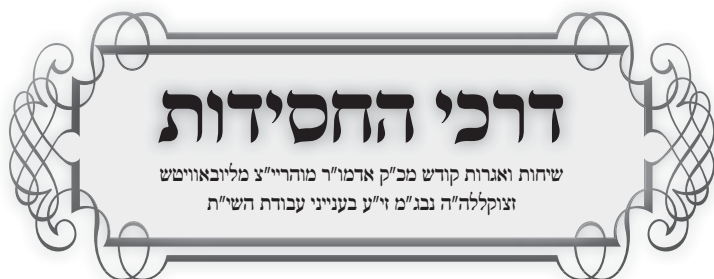 דרכי החסידות
שיחות ואגרות קודש מכ"ק אדמו"ר מוהריי"צ מליובאוויטש
זצוקללה"ה נבג"מ זי"ע בענייני עבודת השי"ת